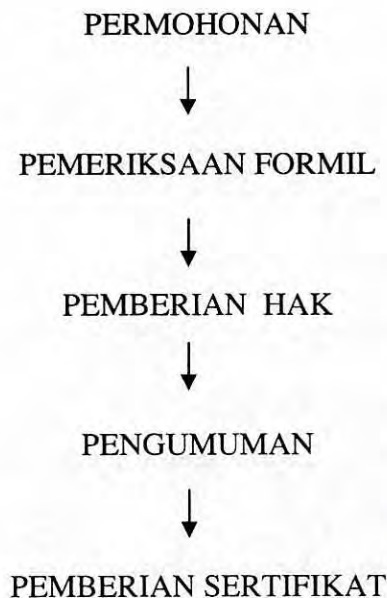 PERMOHONAN
PEMERIKSAAN FORMIL
PEMBERIAN HAK
PENGUMUMAN
PEMBERIAN SERTIFIKAT